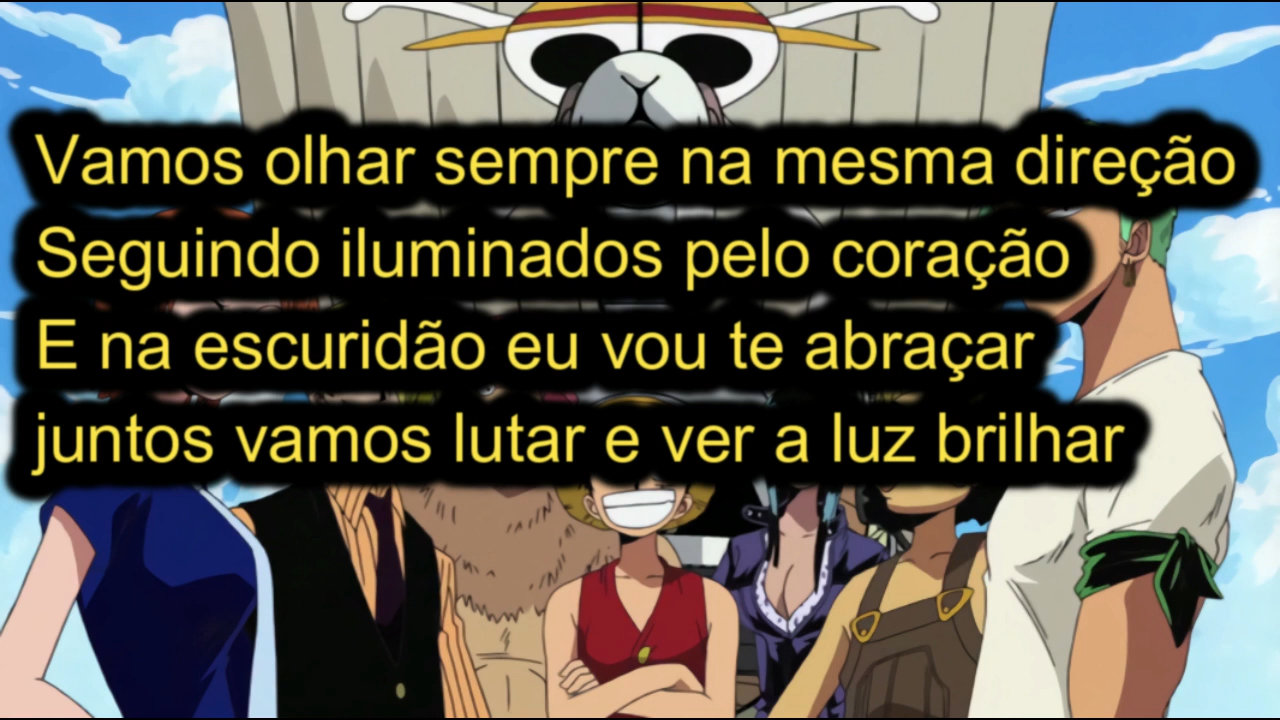 Vamos olhar sempre na mesma direção
Seguindo iluminados pelo coração
E na escuridão eu vou te abraçar
juntos vamos lutar e ver a luz brilhar